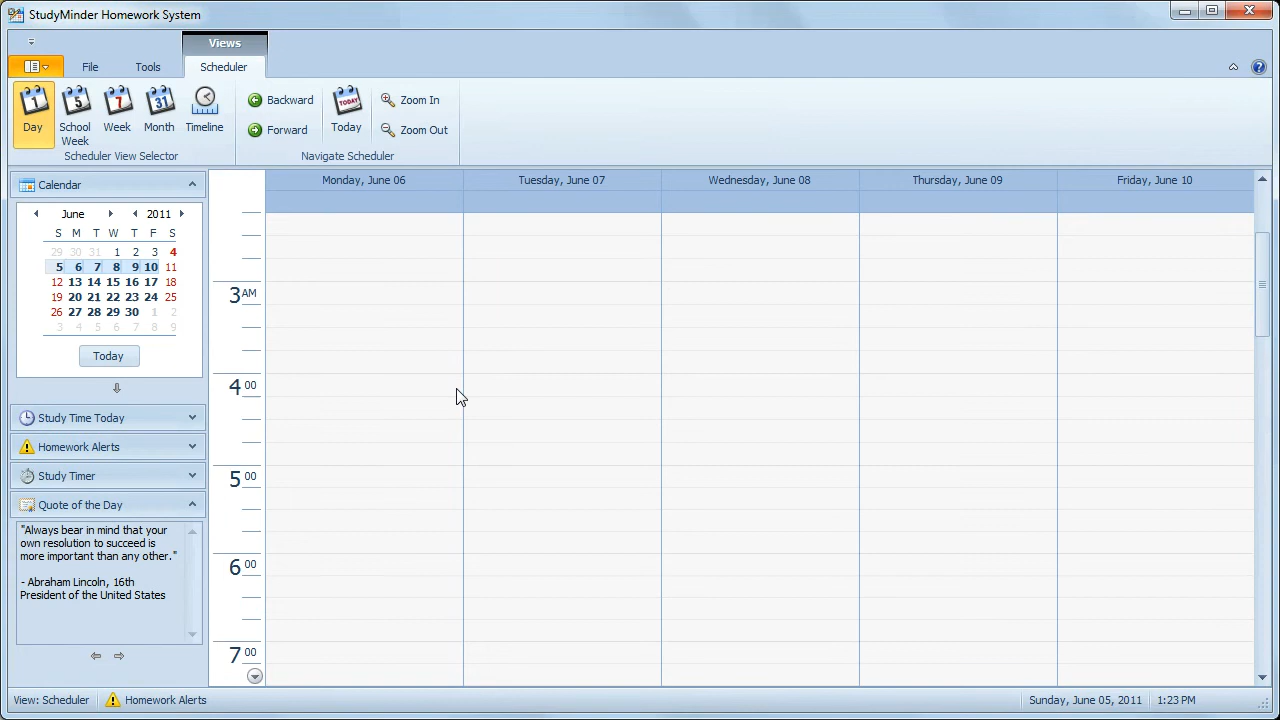 StudyMinder Homework System
Views
File
Tools
Scheduler
1
Day
5
School
Week
7
Week
31
Month
Timeline
Scheduler View Selector
Backward
Forward
TODAY
Today
Zoom In
Zoom Out
Navigate Scheduler
Calendar
June 2011
S M T W T F S
29 30 31 1 2 3 4
5 6 7 8 9 10 11
12 13 14 15 16 17 18
19 20 21 22 23 24 25
26 27 28 29 30 1 2
3 4 5 6 7 8 9
Today
Study Time Today
Homework Alerts
Study Timer
Quote of the Day
"Always bear in mind that your
own resolution to succeed is
more important than any other."
- Abraham Lincoln, 16th
President of the United States
Monday, June 06
Tuesday, June 07
Wednesday, June 08
Thursday, June 09
Friday, June 10
3 AM
4 00
5 00
6 00
7 00
View: Scheduler
Homework Alerts
Sunday, June 05, 2011
1:23 PM